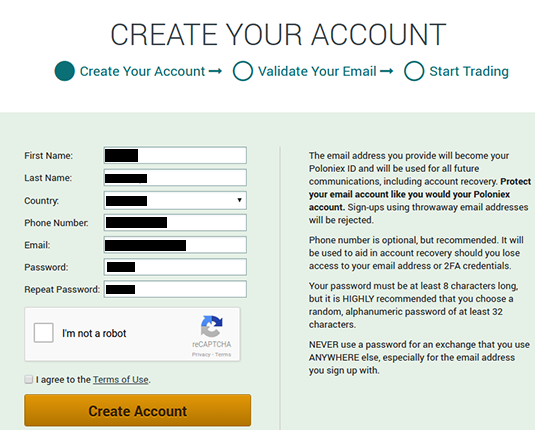 CREATE YOUR ACCOUNT
Create Your Account → Validate Your Email → Start Trading
First Name:
Last Name:
Country:
Phone Number:
Email:
Password:
Repeat Password:
I'm not a robot
reCAPTCHA
Privacy - Terms
I agree to the Terms of Use.
Create Account
The email address you provide will become your
Poloniex ID and will be used for all future
communications, including account recovery. Protect
your email account like you would your Poloniex
account. Sign-ups using throwaway email addresses
will be rejected.
Phone number is optional, but recommended. It will
be used to aid in account recovery should you lose
access to your email address or 2FA credentials.
Your password must be at least 8 characters long,
but it is HIGHLY recommended that you choose a
random, alphanumeric password of at least 32
characters.
NEVER use a password for an exchange that you use
ANYWHERE else, especially for the email address
you sign up with.